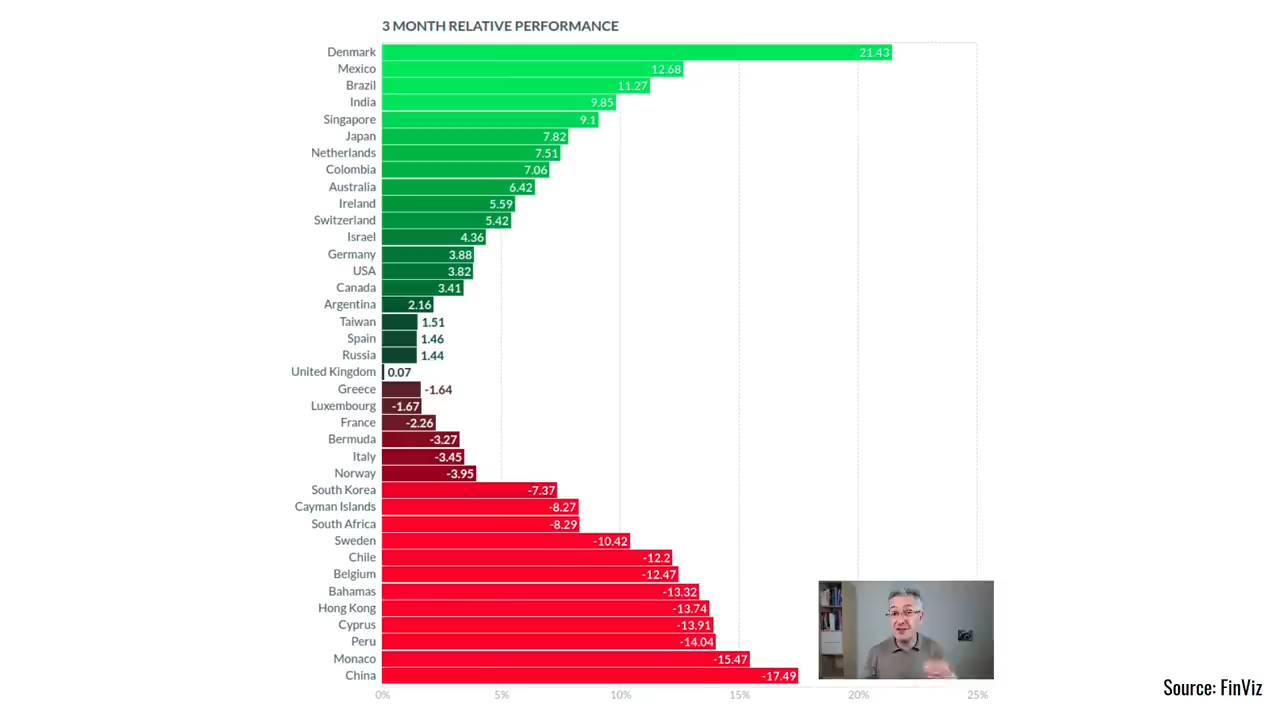 3 MONTH RELATIVE PERFORMANCE
Denmark 21.43
Mexico 12.68
Brazil 11.27
India 9.85
Singapore 9.1
Japan 7.82
Netherlands 7.51
Colombia 7.06
Australia 6.42
Ireland 5.59
Switzerland 5.42
Israel 4.36
Germany 3.88
USA 3.82
Canada 3.41
Argentina 2.16
Taiwan 1.51
Spain 1.46
Russia 1.44
United Kingdom 0.07
Greece -1.64
Luxembourg -1.67
France -2.26
Bermuda -3.27
Italy -3.45
Norway -3.95
South Korea -7.37
Cayman Islands -8.27
South Africa -8.29
Sweden -10.42
Chile -12.2
Belgium -12.47
Bahamas -13.32
Hong Kong -13.74
Cyprus -13.91
Peru -14.04
Monaco -15.47
China -17.49
0% 5% 10% 15% 20% 25%
Source: FinViz